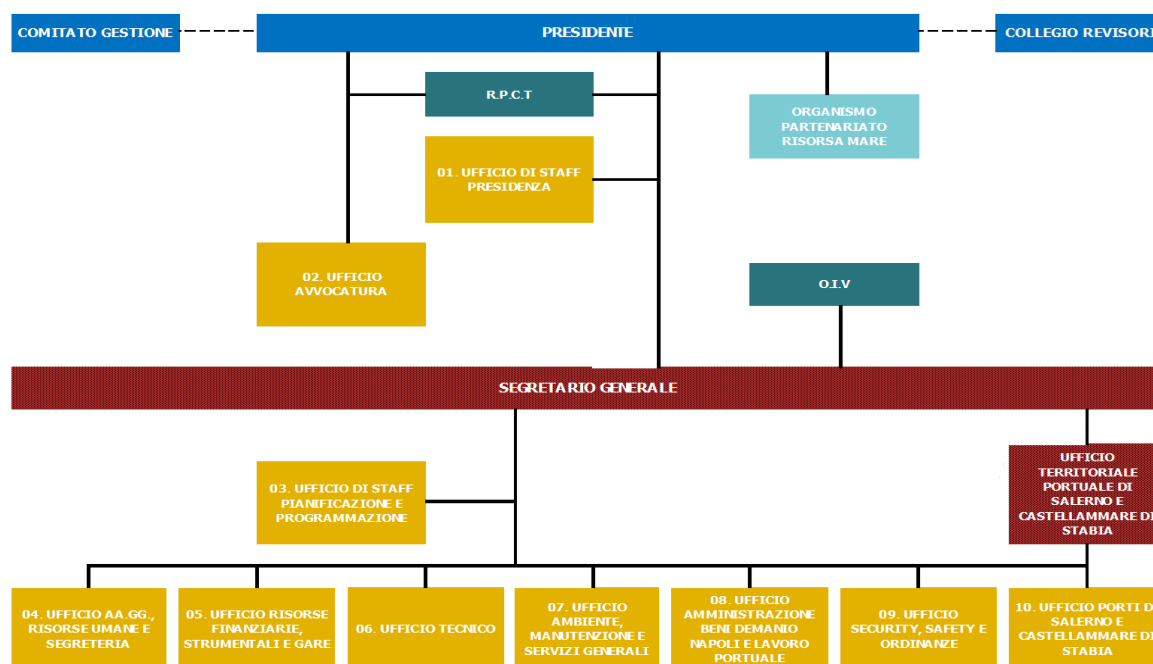 COMITATO GESTIONE
PRESIDENTE
COLLEGIO REVISORI
R.P.C.T
ORGANISMO
PARTENARIATO
RISORSA MARE
01. UFFICIO DI STAFF
PRESIDENZA
02. UFFICIO
AVVOCATURA
O.I.V
SEGRETARIO GENERALE
03. UFFICIO DI STAFF
PIANIFICAZIONE E
PROGRAMMAZIONE
UFFICIO
TERRITORIALE
PORTUALE DI
SALERNO E
CASTELLAMMARE DI
STABIA
04. UFFICIO AA.GG.,
RISORSE UMANE E
SEGRETERIA
05. UFFICIO RISORSE
FINANZIARIE,
STRUMENTALI E GARE
06. UFFICIO TECNICO
07. UFFICIO
AMBIENTE,
MANUTENZIONE E
SERVIZI GENERALI
08. UFFICIO
AMMINISTRAZIONE
BENI DEMANIO
NAPOLI E LAVORO
PORTUALE
09. UFFICIO
SECURITY, SAFETY E
ORDINANZE
10. UFFICIO PORTI DI
SALERNO E
CASTELLAMMARE DI
STABIA